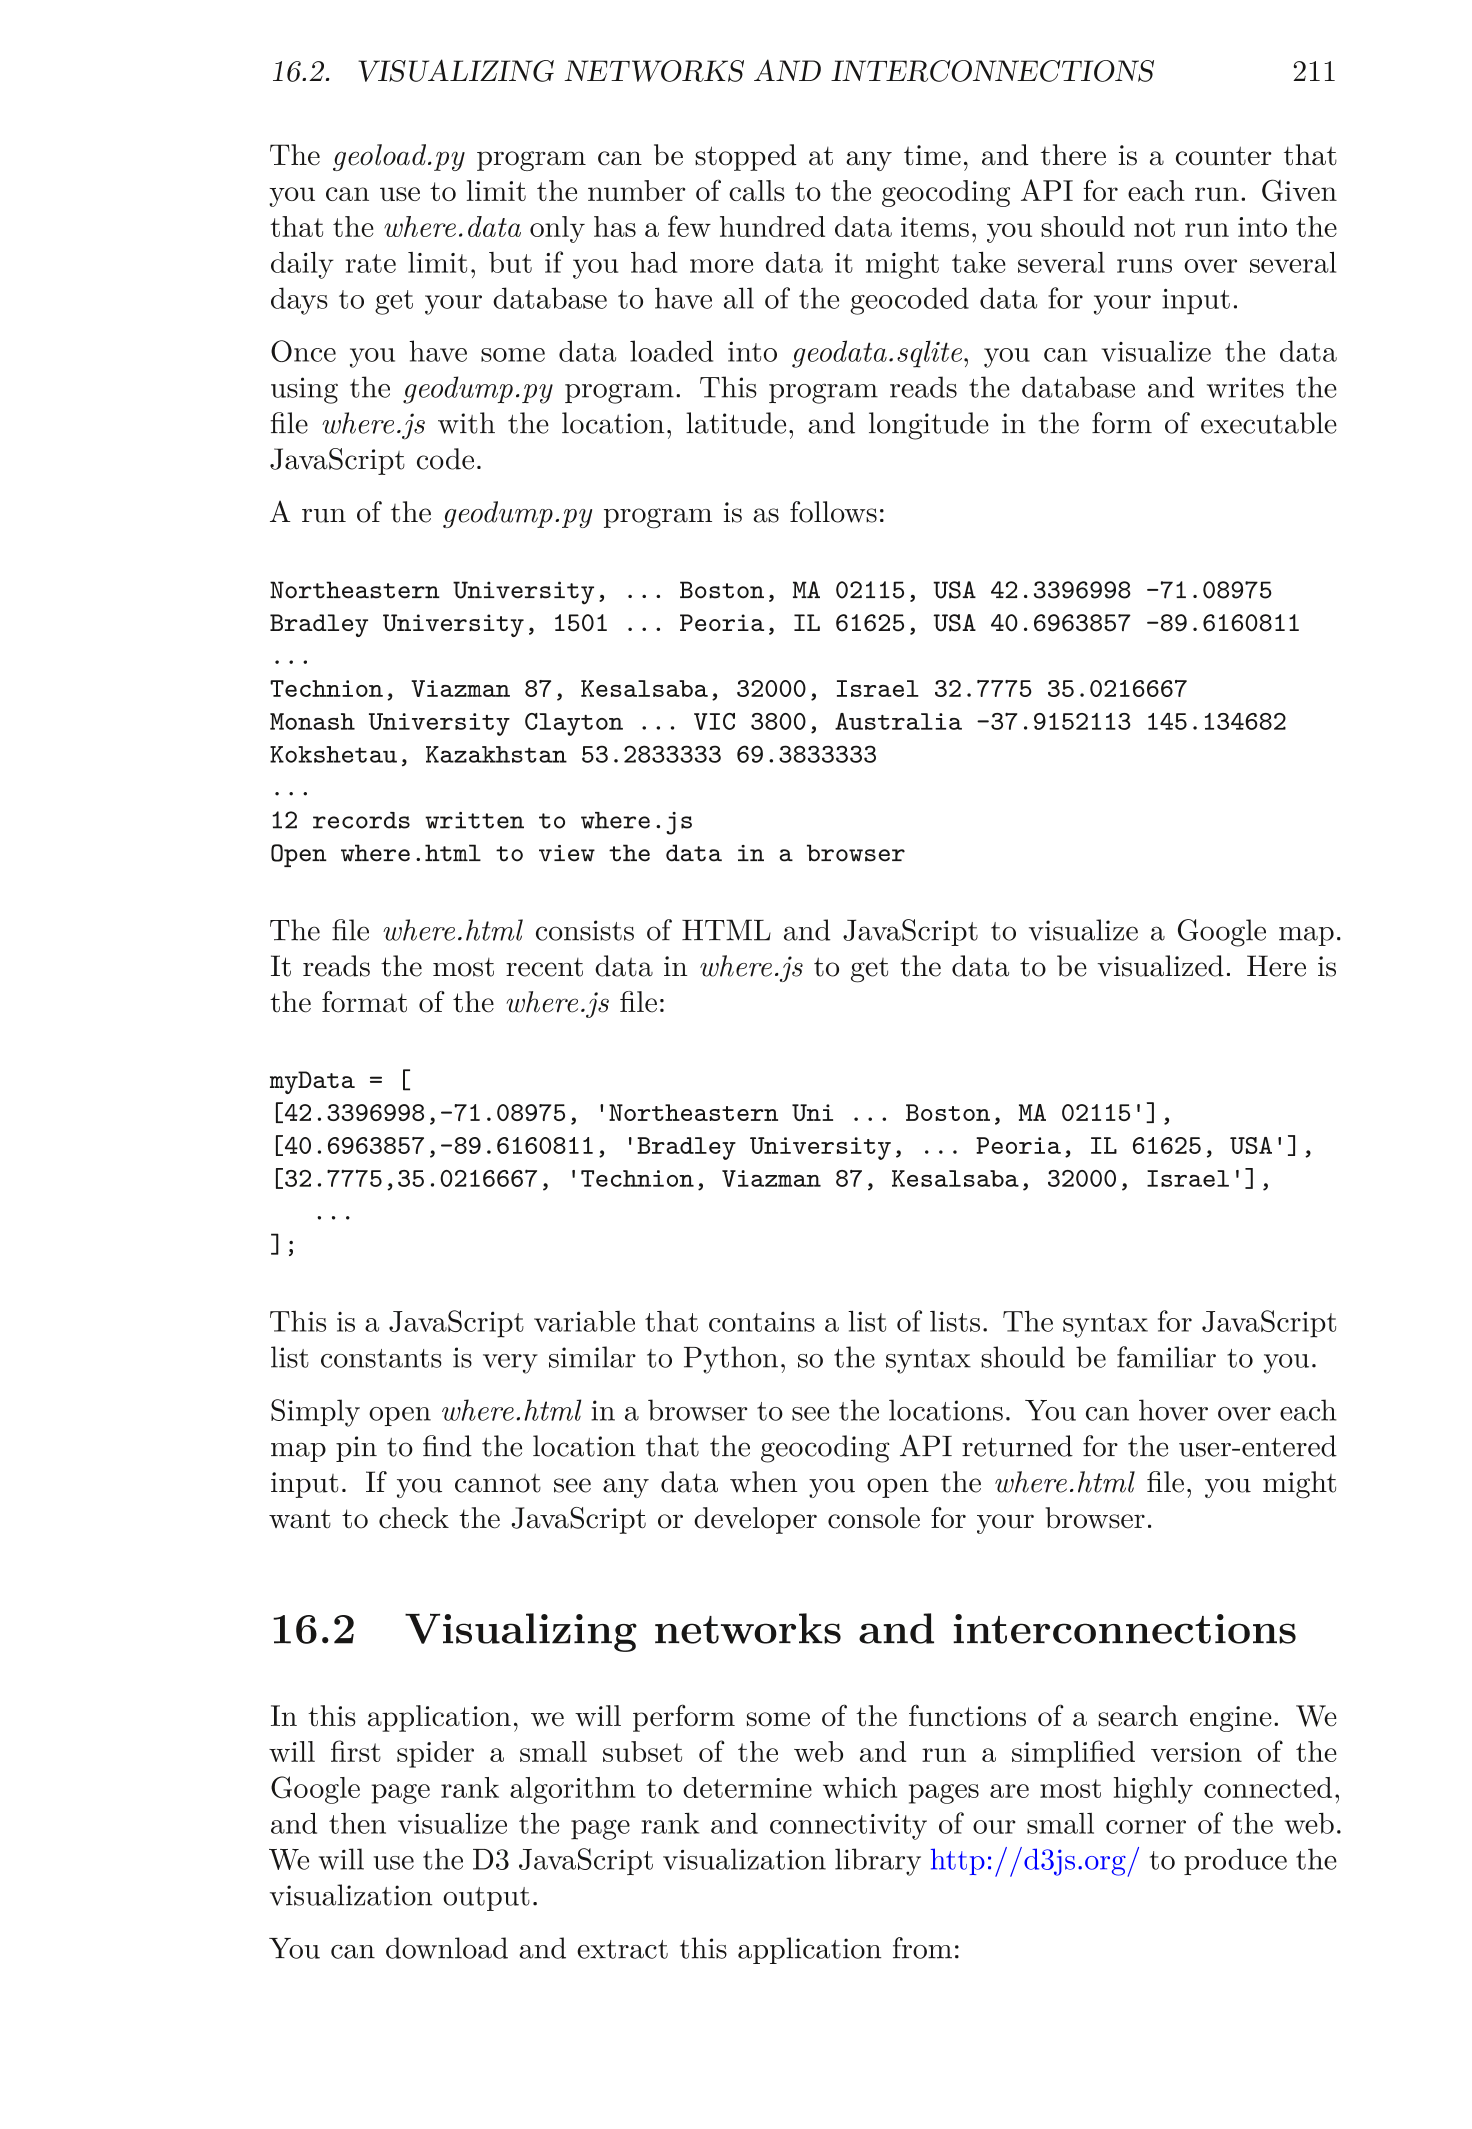 16.2. VISUALIZING NETWORKS AND INTERCONNECTIONS 211
The geoload.py program can be stopped at any time, and there is a counter that
you can use to limit the number of calls to the geocoding API for each run. Given
that the where.data only has a few hundred data items, you should not run into the
daily rate limit, but if you had more data it might take several runs over several
days to get your database to have all of the geocoded data for your input.
Once you have some data loaded into geodata.sqlite, you can visualize the data
using the geodump.py program. This program reads the database and writes the
file where.js with the location, latitude, and longitude in the form of executable
JavaScript code.
A run of the geodump.py program is as follows:
Northeastern University, ... Boston, MA 02115, USA 42.3396998 -71.08975
Bradley University, 1501 ... Peoria, IL 61625, USA 40.6963857 -89.6160811
...
Technion, Viazman 87, Kesalsaba, 32000, Israel 32.7775 35.0216667
Monash University Clayton ... VIC 3800, Australia -37.9152113 145.134682
Kokshetau, Kazakhstan 53.2833333 69.3833333
...
12 records written to where.js
Open where.html to view the data in a browser
The file where.html consists of HTML and JavaScript to visualize a Google map.
It reads the most recent data in where.js to get the data to be visualized. Here is
the format of the where.js file:
myData = [
[42.3396998,-71.08975, 'Northeastern Uni ... Boston, MA 02115'],
[40.6963857,-89.6160811, 'Bradley University, ... Peoria, IL 61625, USA'],
[32.7775,35.0216667, 'Technion, Viazman 87, Kesalsaba, 32000, Israel'],
   ...
];
This is a JavaScript variable that contains a list of lists. The syntax for JavaScript
list constants is very similar to Python, so the syntax should be familiar to you.
Simply open where.html in a browser to see the locations. You can hover over each
map pin to find the location that the geocoding API returned for the user-entered
input. If you cannot see any data when you open the where.html file, you might
want to check the JavaScript or developer console for your browser.
16.2 Visualizing networks and interconnections
In this application, we will perform some of the functions of a search engine. We
will first spider a small subset of the web and run a simplified version of the
Google page rank algorithm to determine which pages are most highly connected,
and then visualize the page rank and connectivity of our small corner of the web.
We will use the D3 JavaScript visualization library http://d3js.org/ to produce the
visualization output.
You can download and extract this application from: